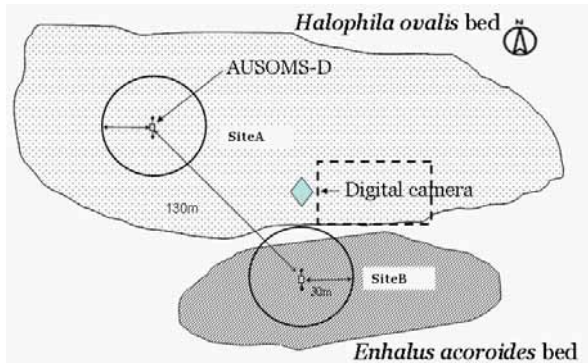 Halophila ovalis bed
N
AUSOMS-D
SiteA
Digital camera
130m
30m
SiteB
Enhalus acoroides bed